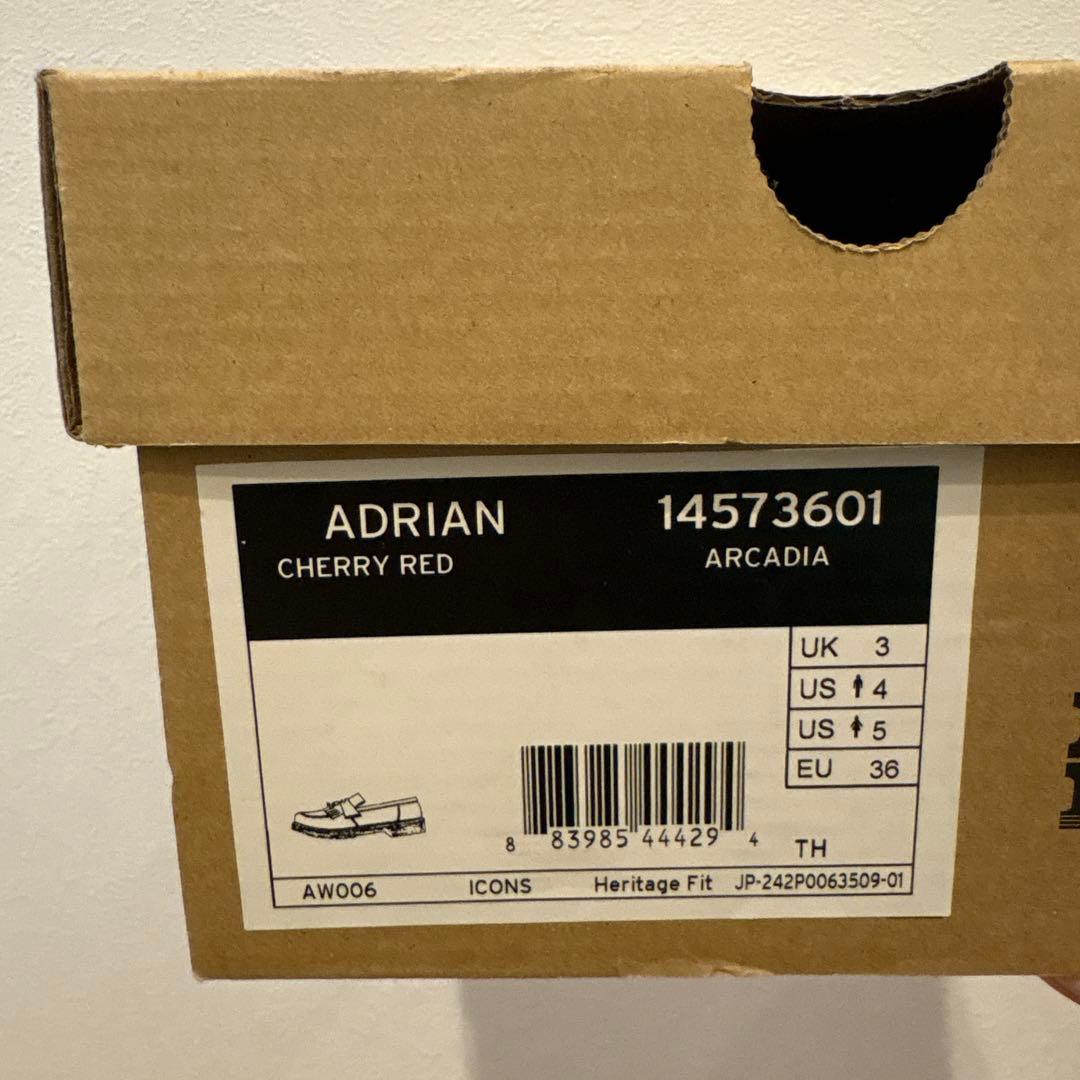 ADRIAN 14573601
CHERRY RED ARCADIA
UK 3
US 4
US 5
EU 36
8 83985 44429 4 TH
AW006 ICONS Heritage Fit JP-242P0063509-01